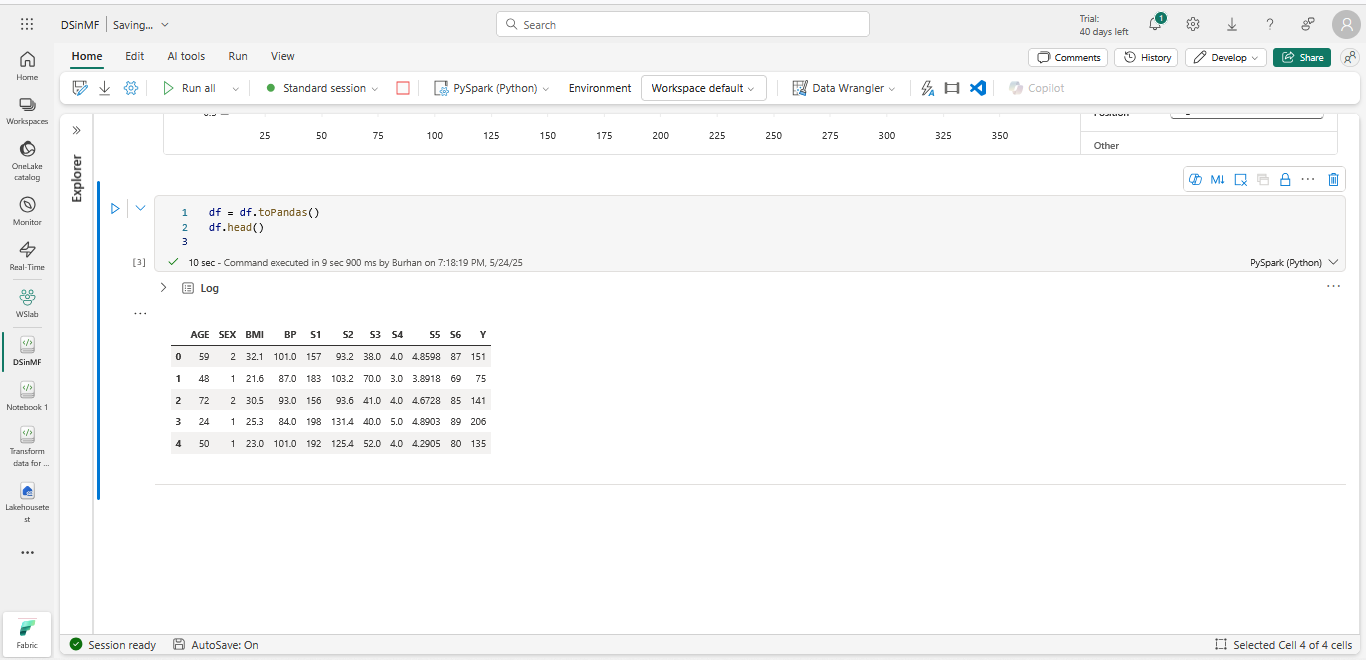 DSinMF Saving...
Search
Trial:
40 days left
1
Home Edit AI tools Run View
Comments History Develop Share
Run all Standard session PySpark (Python) Environment Workspace default Data Wrangler Copilot
Home
Workspaces
OneLake
catalog
Monitor
Real-Time
WSlab
DSinMF
Notebook 1
Transform
data for ...
Lakehousete
st
Fabric
Explorer
25 50 75 100 125 150 175 200 225 250 275 300 325 350
Other
M↓
1 df = df.toPandas()
2 df.head()
3
[3] 10 sec - Command executed in 9 sec 900 ms by Burhan on 7:18:19 PM, 5/24/25 PySpark (Python)
Log
AGE SEX BMI BP S1 S2 S3 S4 S5 S6 Y
0 59 2 32.1 101.0 157 93.2 38.0 4.0 4.8598 87 151
1 48 1 21.6 87.0 183 103.2 70.0 3.0 3.8918 69 75
2 72 2 30.5 93.0 156 93.6 41.0 4.0 4.6728 85 141
3 24 1 25.3 84.0 198 131.4 40.0 5.0 4.8903 89 206
4 50 1 23.0 101.0 192 125.4 52.0 4.0 4.2905 80 135
Session ready AutoSave: On Selected Cell 4 of 4 cells